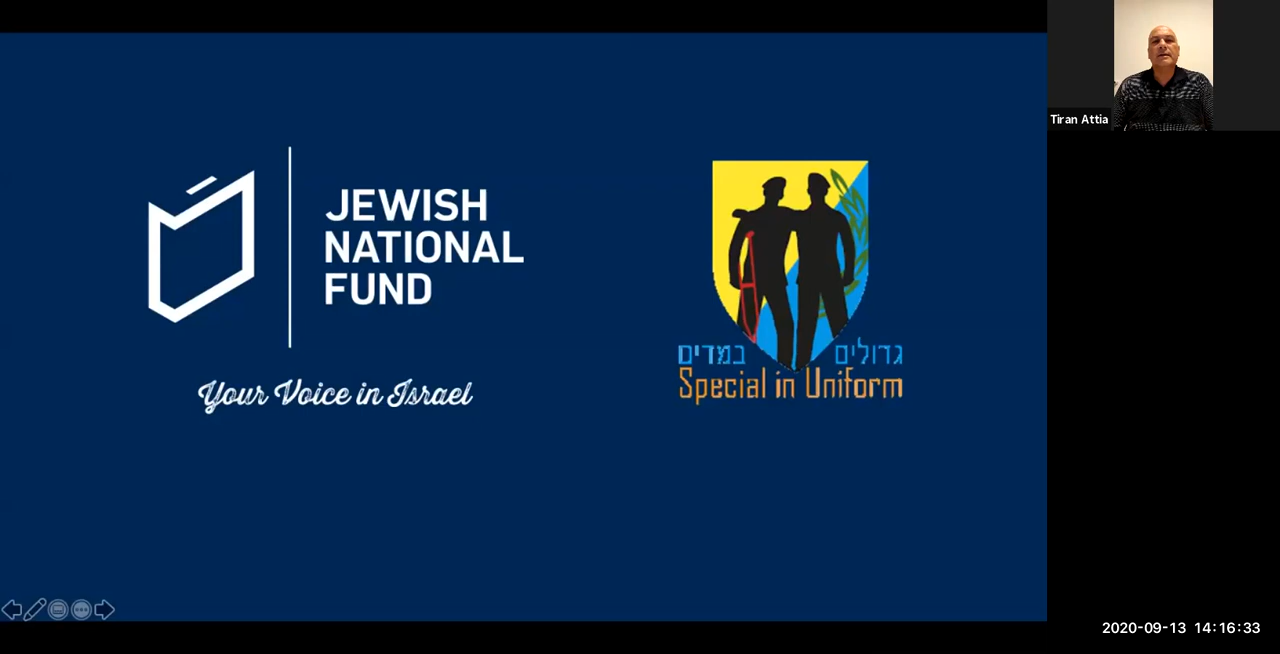 JEWISH
NATIONAL
FUND
Your Voice in Israel
גדולים במדים
Special in Uniform
Tiran Attia
2020-09-13 14:16:33